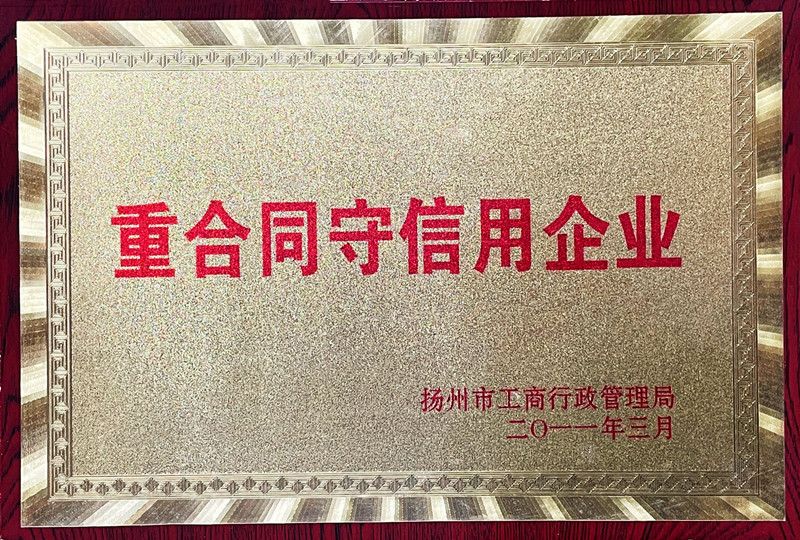 重合同守信用企业
扬州市工商行政管理局
二〇一一年三月